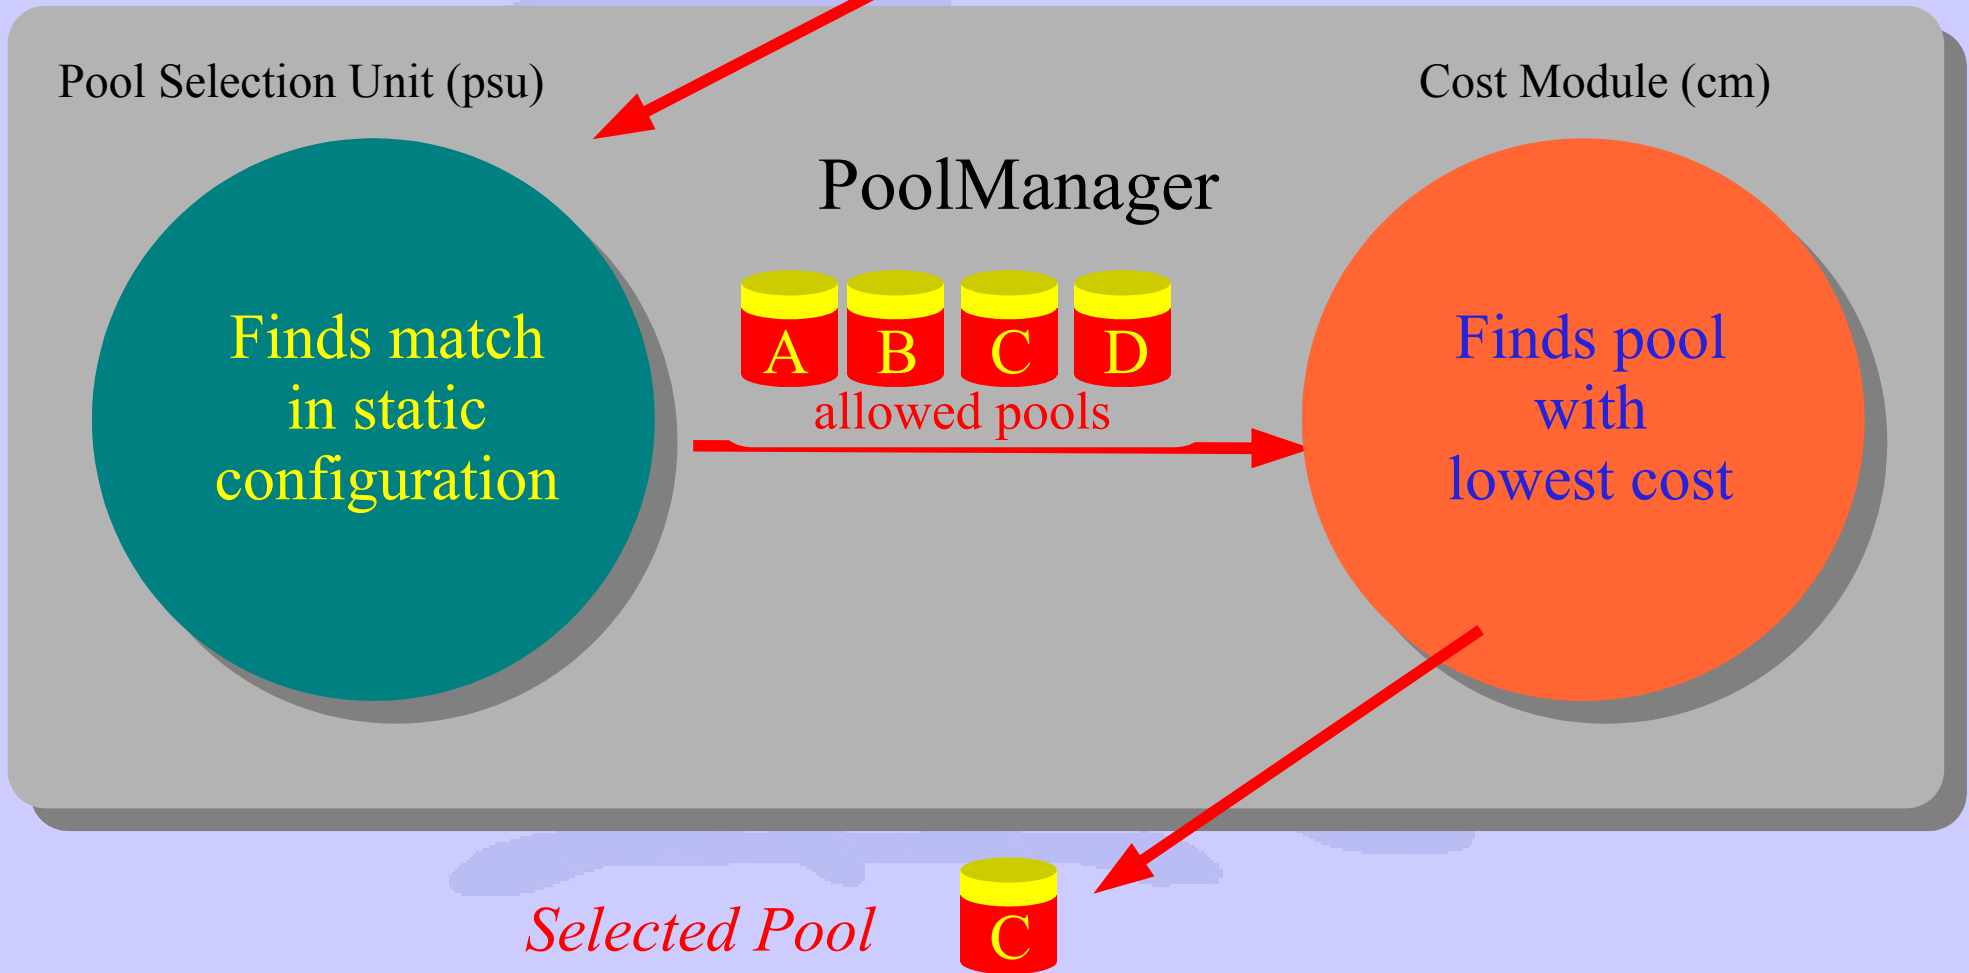 Pool Selection Unit (psu)
Cost Module (cm)
PoolManager
Finds match
in static
configuration
A B C D
allowed pools
Finds pool
with
lowest cost
Selected Pool
C